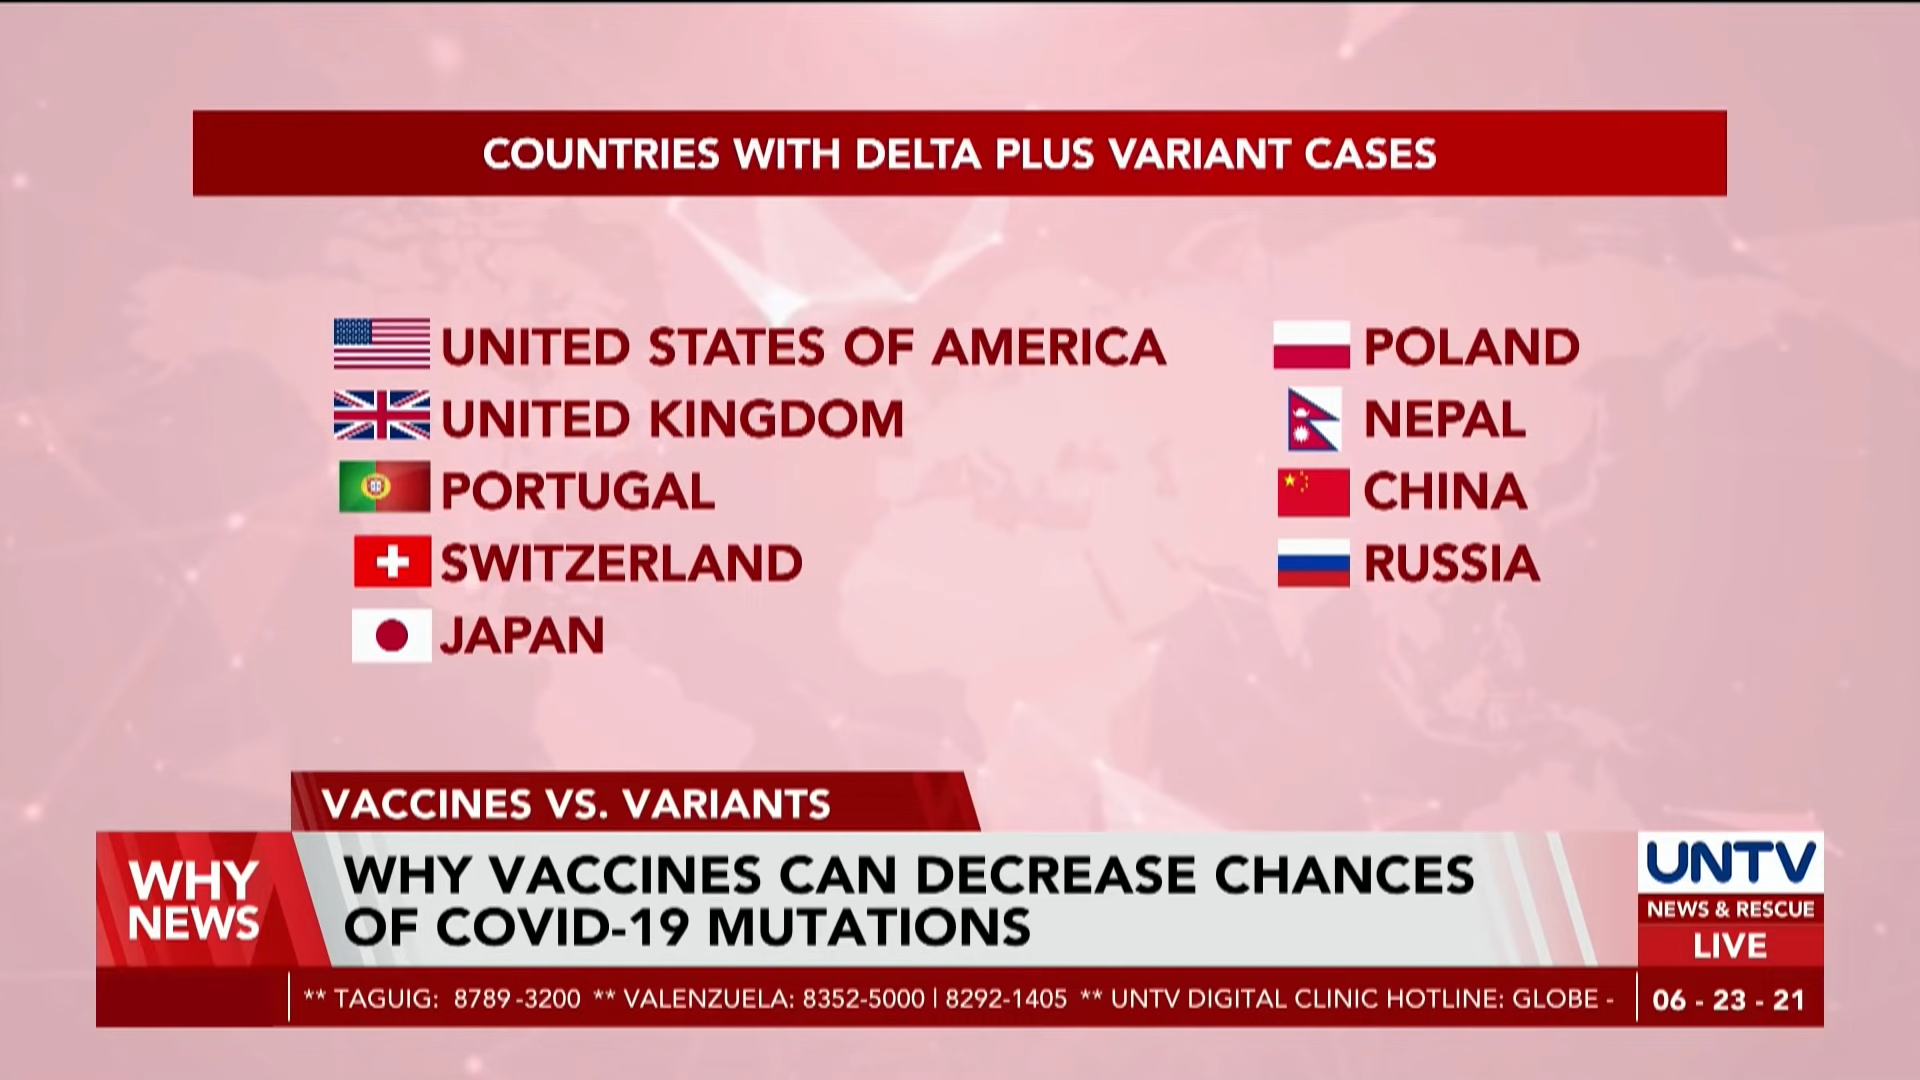 COUNTRIES WITH DELTA PLUS VARIANT CASES
UNITED STATES OF AMERICA
UNITED KINGDOM
PORTUGAL
SWITZERLAND
JAPAN
POLAND
NEPAL
CHINA
RUSSIA
VACCINES VS. VARIANTS
WHY NEWS
WHY VACCINES CAN DECREASE CHANCES
OF COVID-19 MUTATIONS
UNTV
NEWS & RESCUE
LIVE
** TAGUIG: 8789-3200 ** VALENZUELA: 8352-5000 | 8292-1405 ** UNTV DIGITAL CLINIC HOTLINE: GLOBE -
06 - 23 - 21